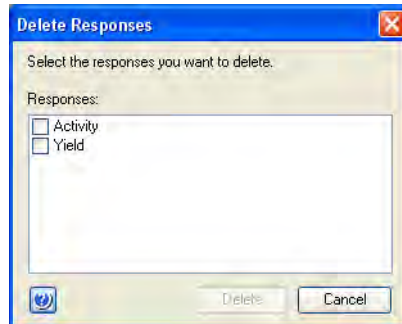 Delete Responses
Select the responses you want to delete.
Responses:
Activity
Yield
Delete
Cancel